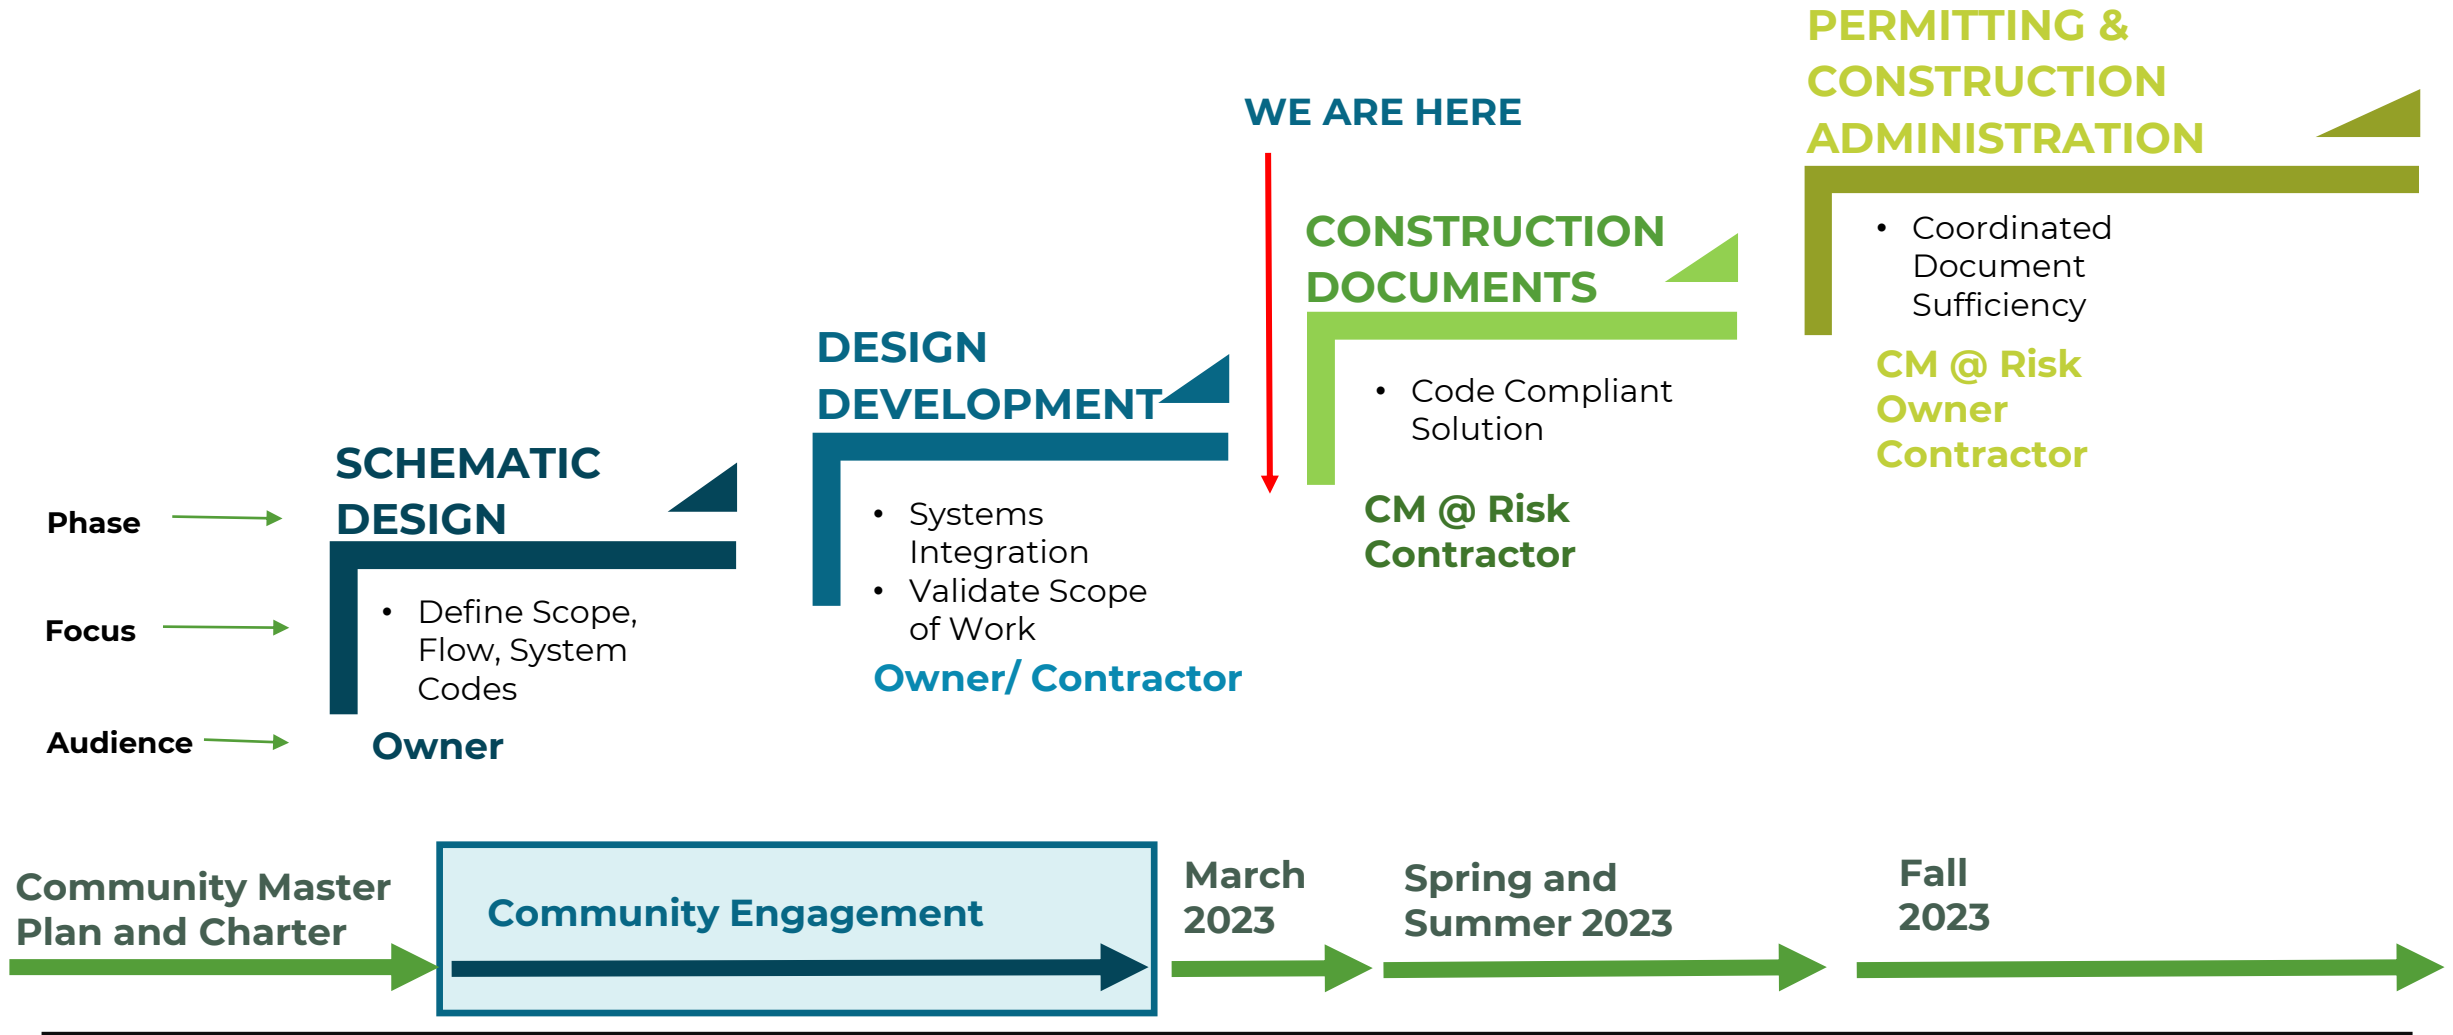 PERMITTING &
CONSTRUCTION
ADMINISTRATION
• Coordinated
Document
Sufficiency
CM @ Risk
Owner
Contractor
WE ARE HERE
CONSTRUCTION
DOCUMENTS
• Code Compliant
Solution
CM @ Risk
Contractor
DESIGN
DEVELOPMENT
• Systems
Integration
• Validate Scope
of Work
Owner/ Contractor
SCHEMATIC
DESIGN
• Define Scope,
Flow, System
Codes
Owner
Phase
Focus
Audience
Community Master
Plan and Charter
Community Engagement
March
2023
Spring and
Summer 2023
Fall
2023